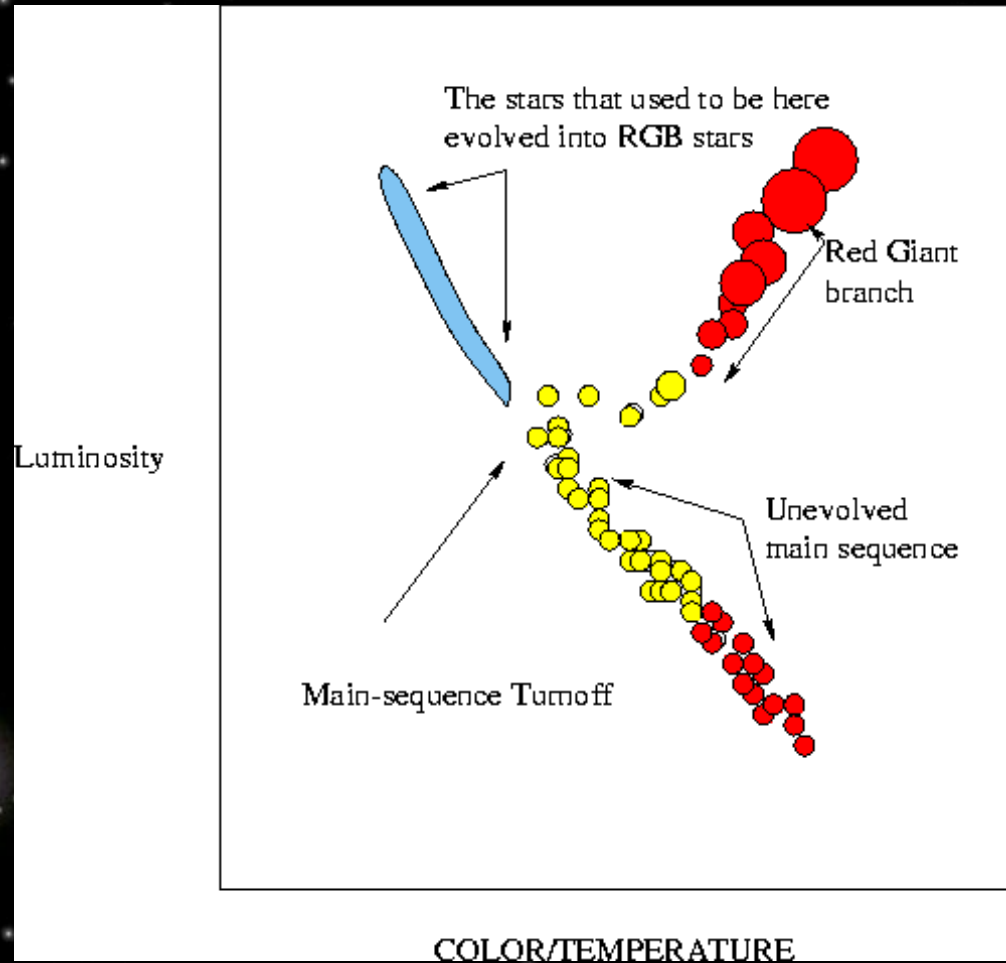 The stars that used to be here
evolved into RGB stars
Red Giant
branch
Luminosity
Unevolved
main sequence
Main-sequence Turnoff
COLOR/TEMPERATURE